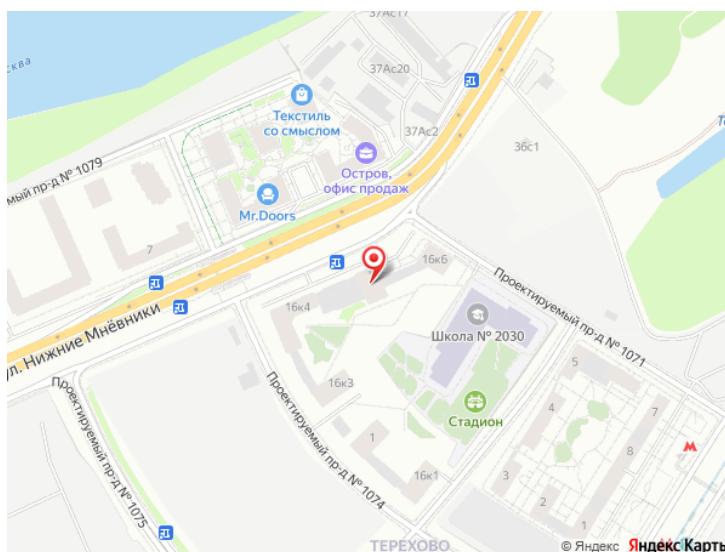 37Ас17
37Ас20
сква
Текстиль
со смыслом
37Ас2
36с1
Остров,
офис продаж
емый пр-д № 1079
Mr.Doors
7
16к6
16к4
Школа № 2030
Проектируемый пр-д № 1071
ул. Нижние Мнёвники
16к3
Стадион
5
7
Проектируемый пр-д № 1075
Проектируемый пр-д № 1074
1
8
4
16к1
3
2
1
ТЕРЕХОВО
© Яндекс Яндекс Карты